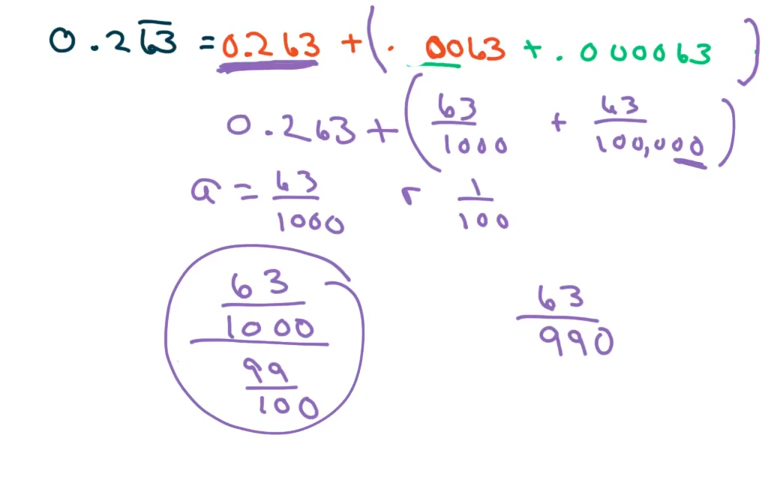 0.2\overline{63} = 0.263 + (.0063 + .000063)
0.263 + (63/1000 + 63/100,000)
a = 63/1000 r 1/100
(63/1000)/(99/100) 63/990